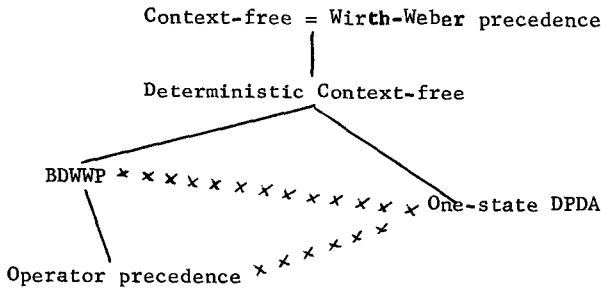 Context-free = Wirth-Weber precedence
Deterministic Context-free
BDWWP
One-state DPDA
Operator precedence